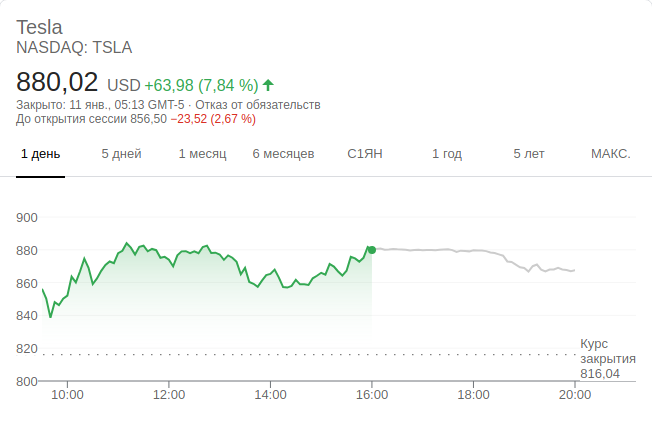 Tesla
NASDAQ: TSLA
880,02 USD +63,98 (7,84 %)
Закрыто: 11 янв., 05:13 GMT-5 · Отказ от обязательств
До открытия сессии 856,50 −23,52 (2,67 %)
1 день 5 дней 1 месяц 6 месяцев С1ЯН 1 год 5 лет МАКС.
900
880
860
840
820
800
Курс
закрытия
816,04
10:00 12:00 14:00 16:00 18:00 20:00